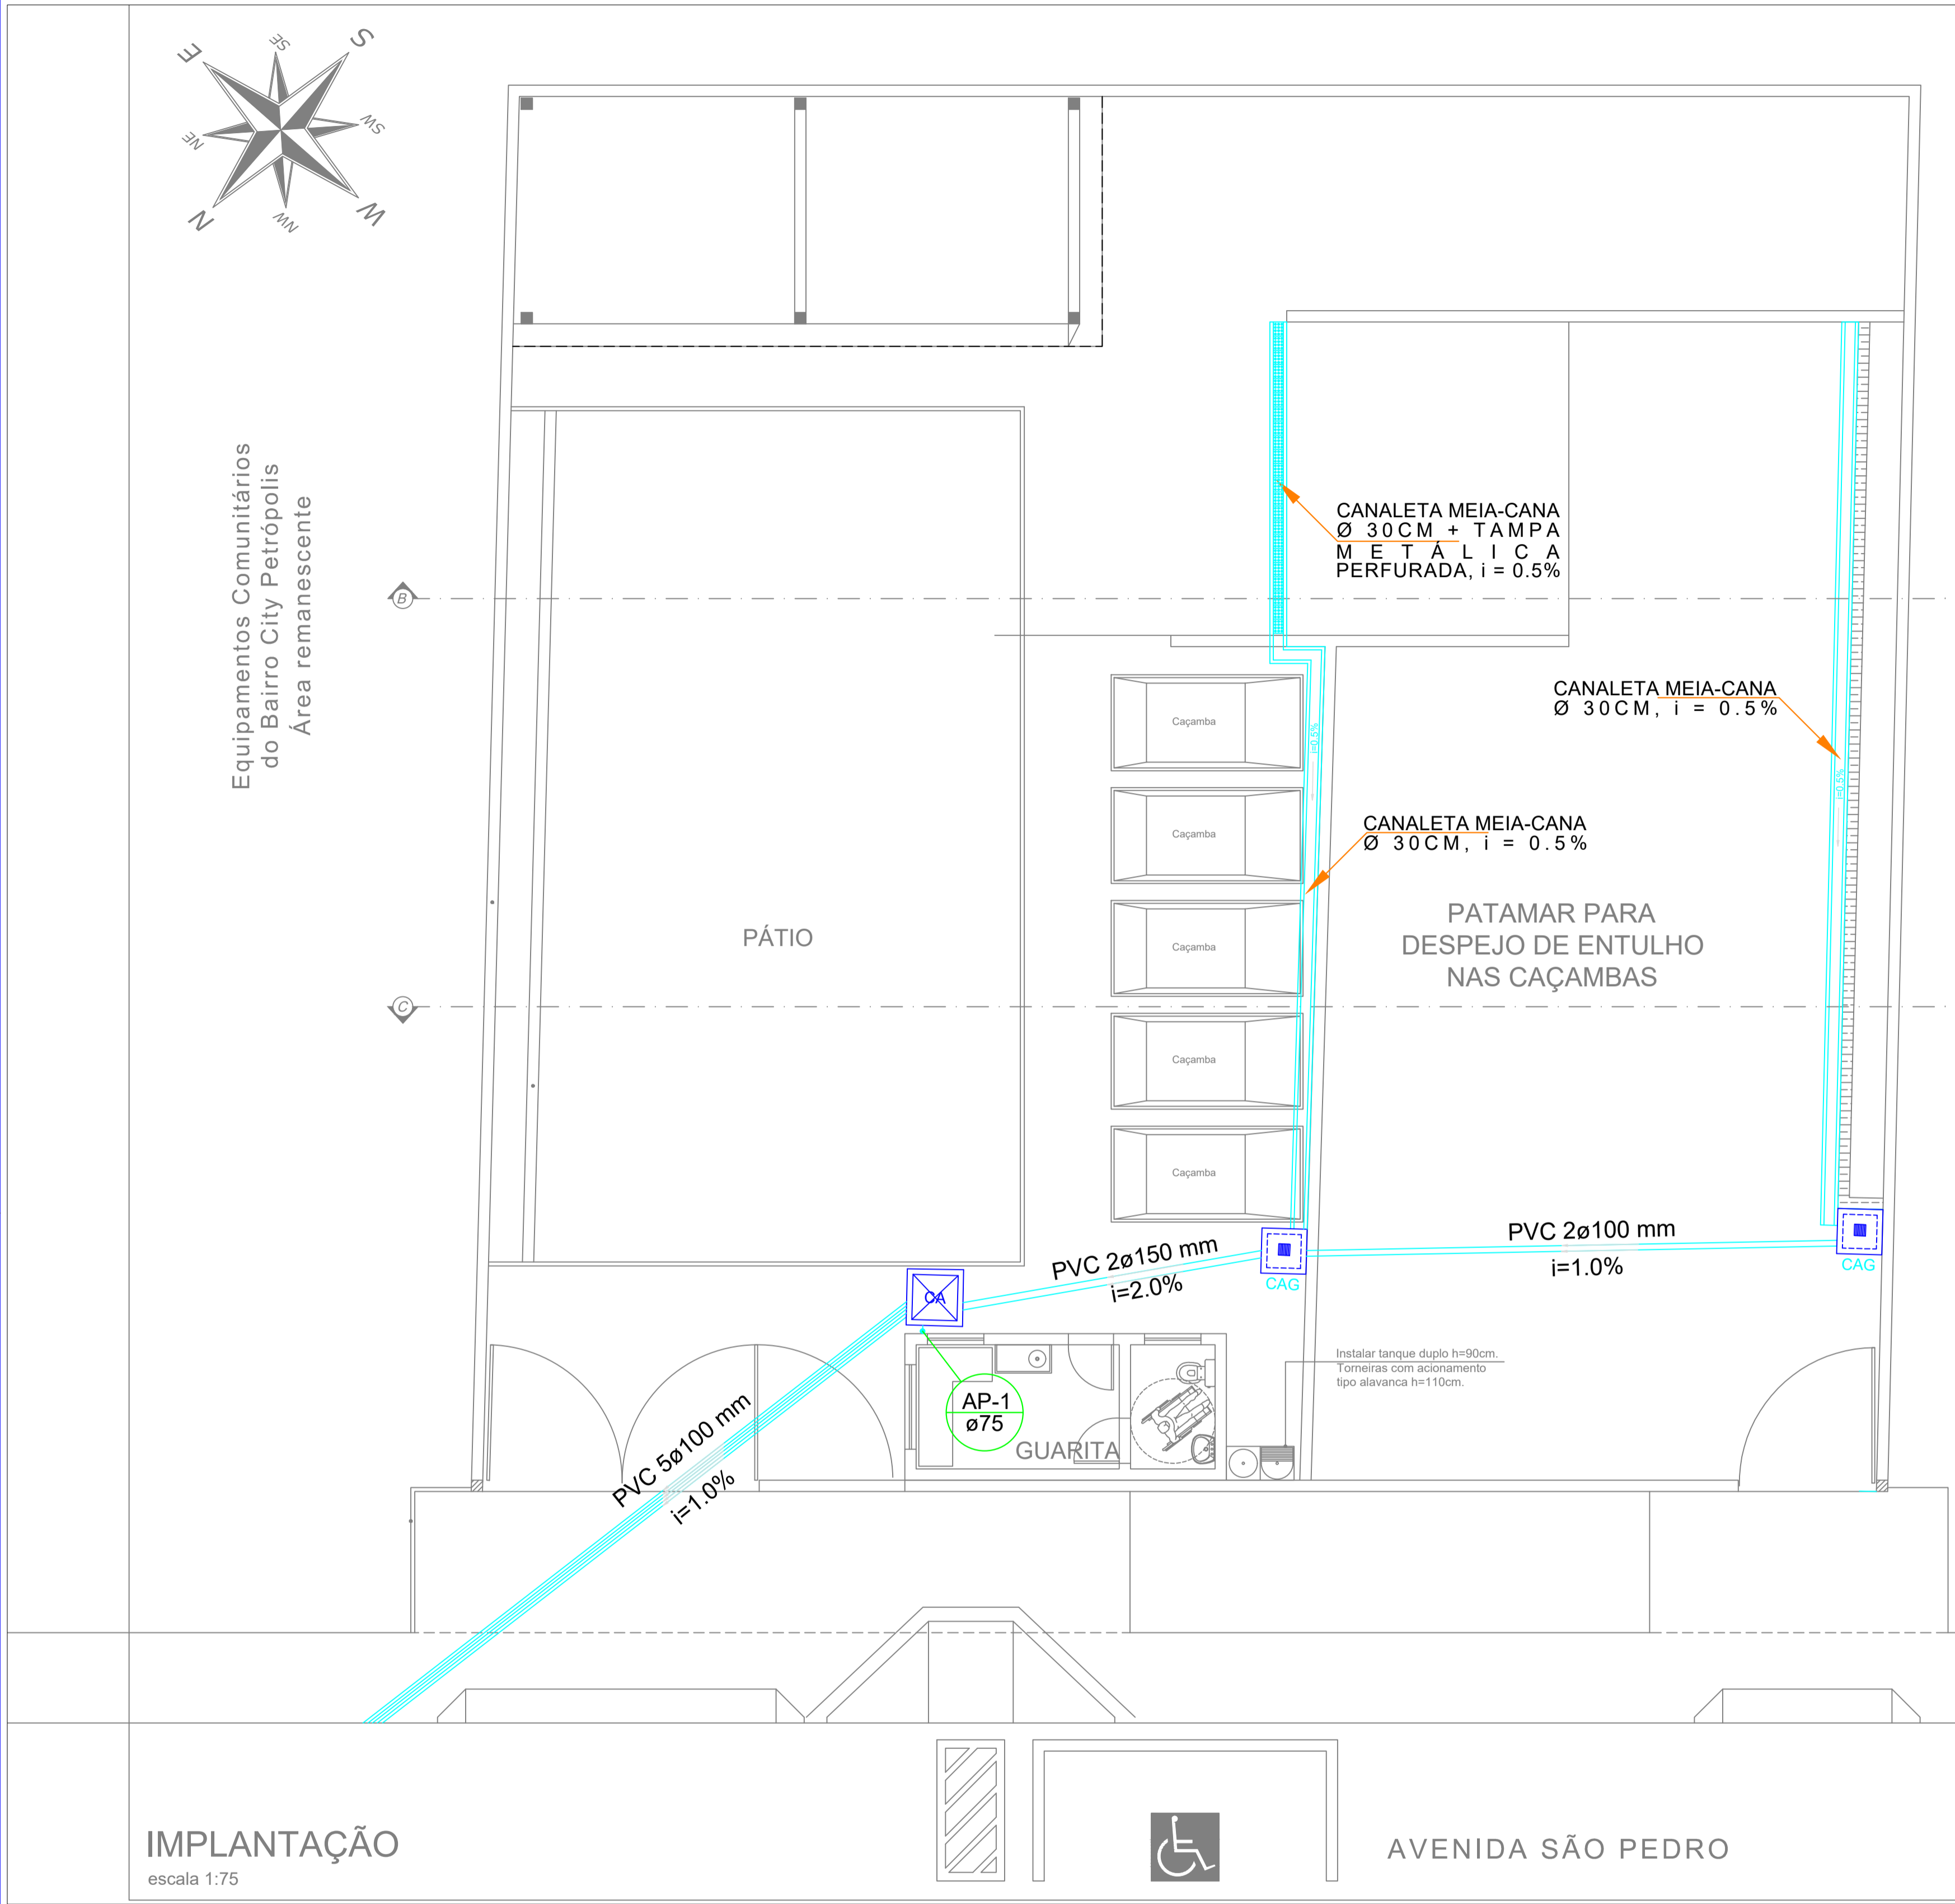 S
SE
E
SW
NE
W
NW
N
Equipamentos Comunitários
do Bairro City Petrópolis
Área remanescente
CANALETA MEIA-CANA
Ø 30CM + TAMPA
METÁLICA
PERFURADA, i = 0.5%
B
CANALETA MEIA-CANA
Ø 30CM, i = 0.5%
i=0.5%
i=0.5%
CANALETA MEIA-CANA
Ø 30CM, i = 0.5%
Caçamba
Caçamba
Caçamba
Caçamba
Caçamba
PÁTIO
PATAMAR PARA
DESPEJO DE ENTULHO
NAS CAÇAMBAS
C
PVC 2ø100 mm
i=1.0%
PVC 2ø150 mm
i=2.0%
CAG
CAG
CA
Instalar tanque duplo h=90cm.
Torneiras com acionamento
tipo alavanca h=110cm.
AP-1
ø75
GUARITA
PVC 5ø100 mm
i=1.0%
IMPLANTAÇÃO
escala 1:75
AVENIDA SÃO PEDRO